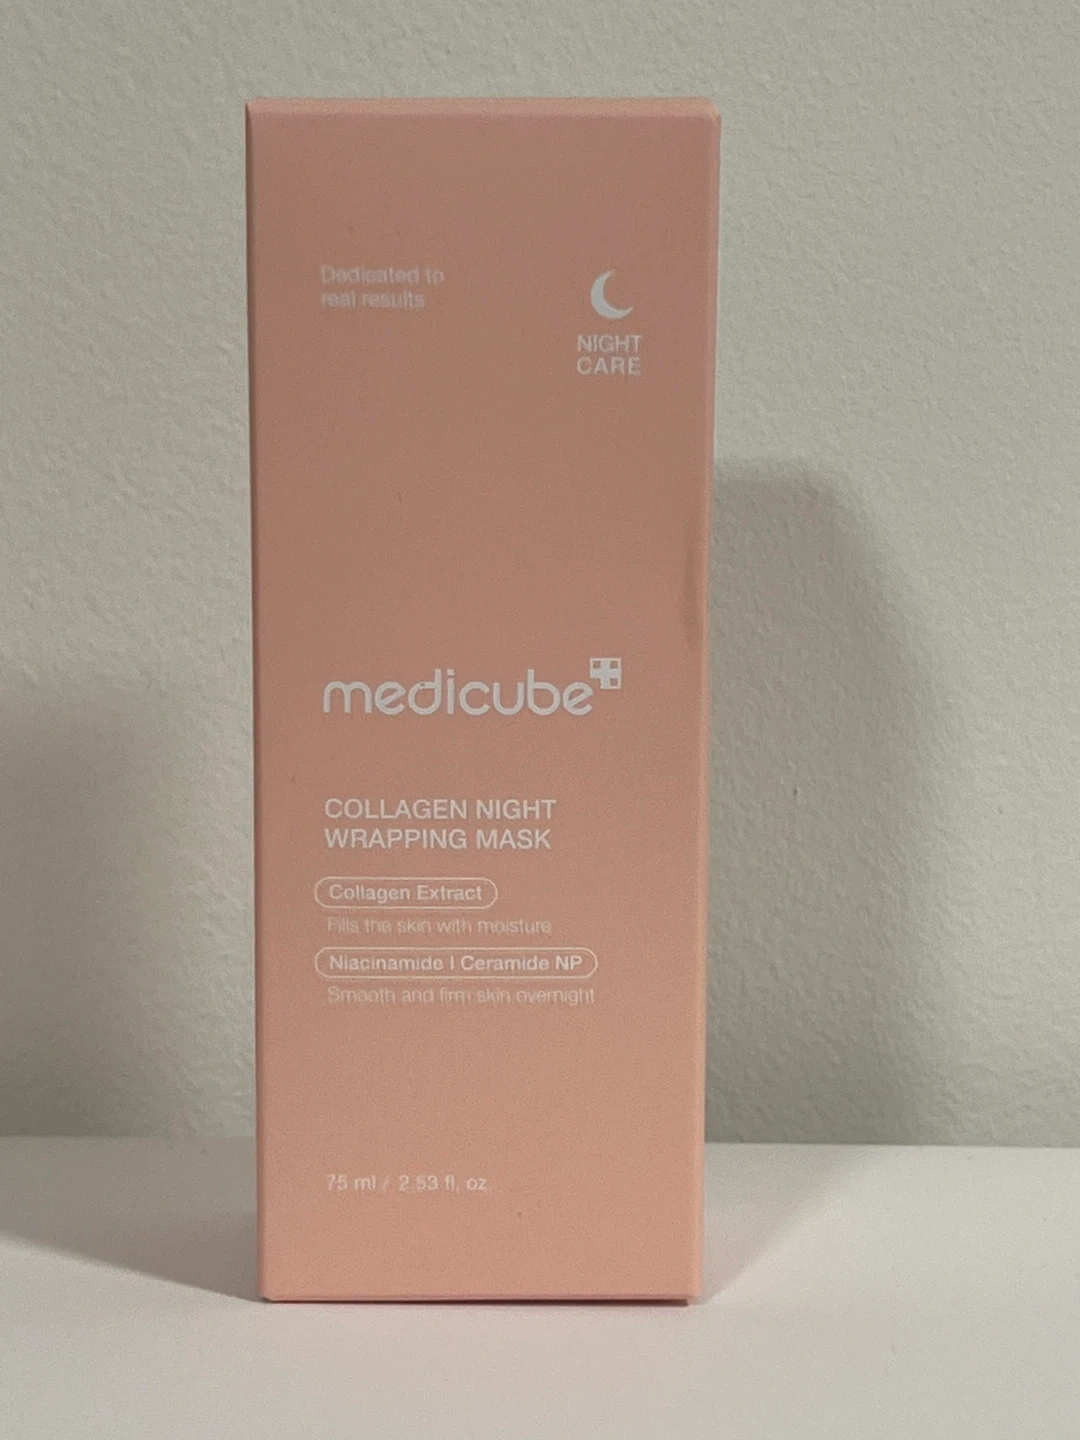 Dedicated to
real results
NIGHT
CARE
medicube
COLLAGEN NIGHT
WRAPPING MASK
Collagen Extract
Fills the skin with moisture
Niacinamide | Ceramide NP
Smooth and firm skin overnight
75 ml / 2.53 fl. oz.